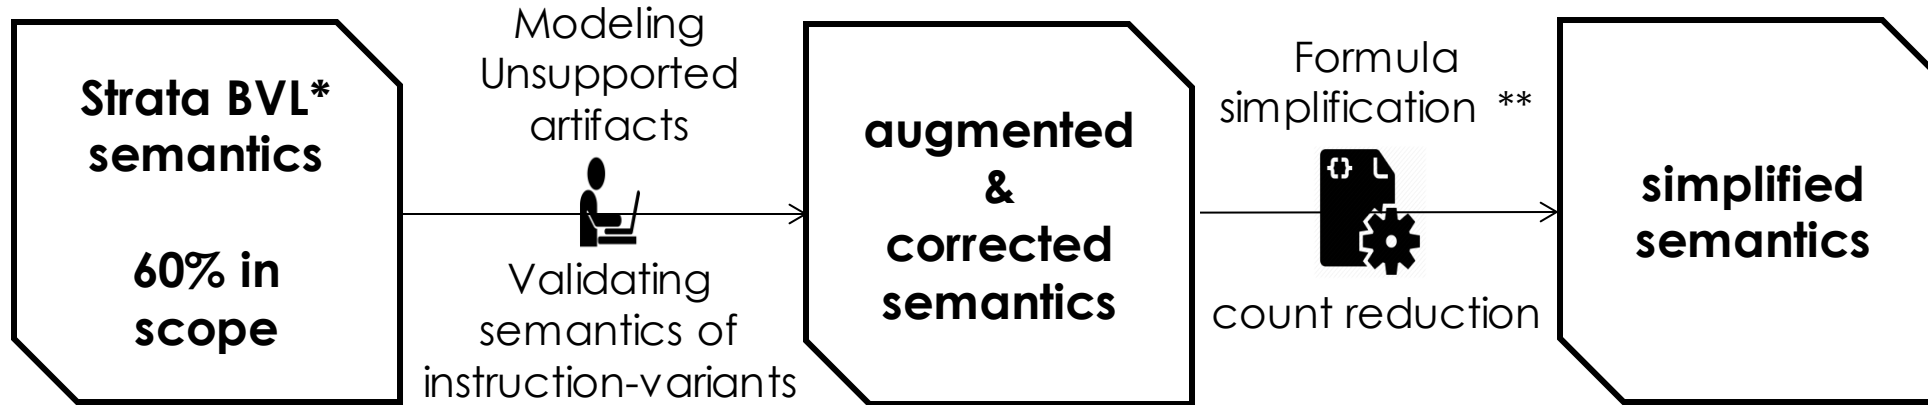 Strata BVL*
semantics
60% in
scope
Modeling
Unsupported
artifacts
Validating
semantics of
instruction-variants
augmented
&
corrected
semantics
Formula
simplification **
{} L
count reduction
simplified
semantics